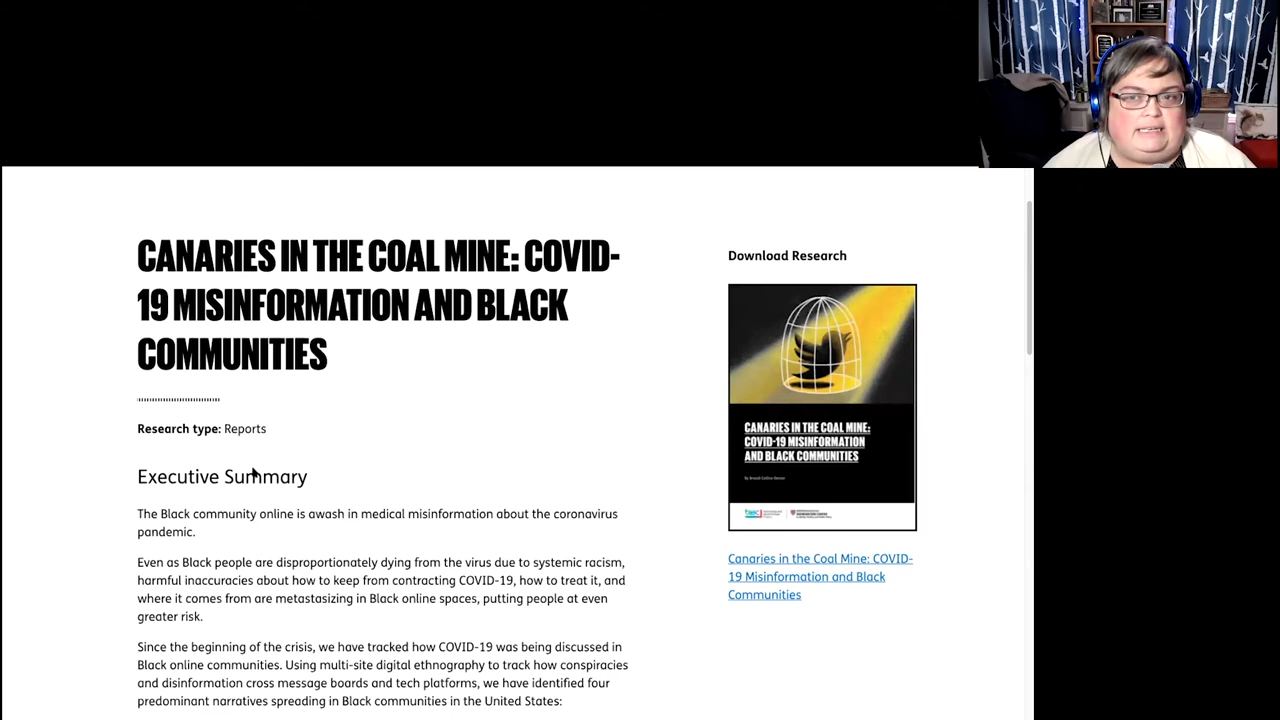 CANARIES IN THE COAL MINE: COVID-
19 MISINFORMATION AND BLACK
COMMUNITIES
Research type: Reports
Executive Summary
The Black community online is awash in medical misinformation about the coronavirus
pandemic.
Even as Black people are disproportionately dying from the virus due to systemic racism,
harmful inaccuracies about how to keep from contracting COVID-19, how to treat it, and
where it comes from are metastasizing in Black online spaces, putting people at even
greater risk.
Since the beginning of the crisis, we have tracked how COVID-19 was being discussed in
Black online communities. Using multi-site digital ethnography to track how conspiracies
and disinformation cross message boards and tech platforms, we have identified four
predominant narratives spreading in Black communities in the United States:
Download Research
CANARIES IN THE COAL MINE:
COVID-19 MISINFORMATION
AND BLACK COMMUNITIES
Canaries in the Coal Mine: COVID-
19 Misinformation and Black
Communities